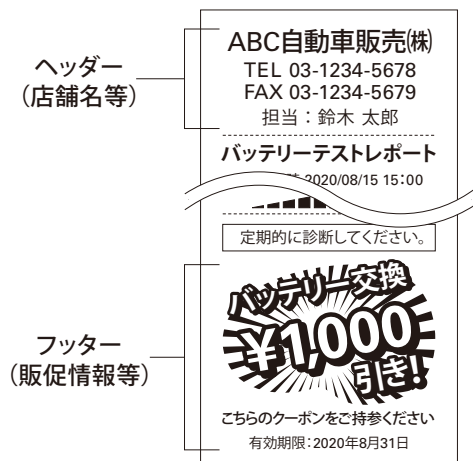 ヘッダー
（店舗名等）
ABC自動車販売㈱
TEL 03-1234-5678
FAX 03-1234-5679
担当：鈴木 太郎
バッテリーテストレポート
2020/08/15 15:00
定期的に診断してください。
フッター
（販促情報等）
バッテリー交換
¥1,000
引き!
こちらのクーポンをご持参ください
有効期限：2020年8月31日